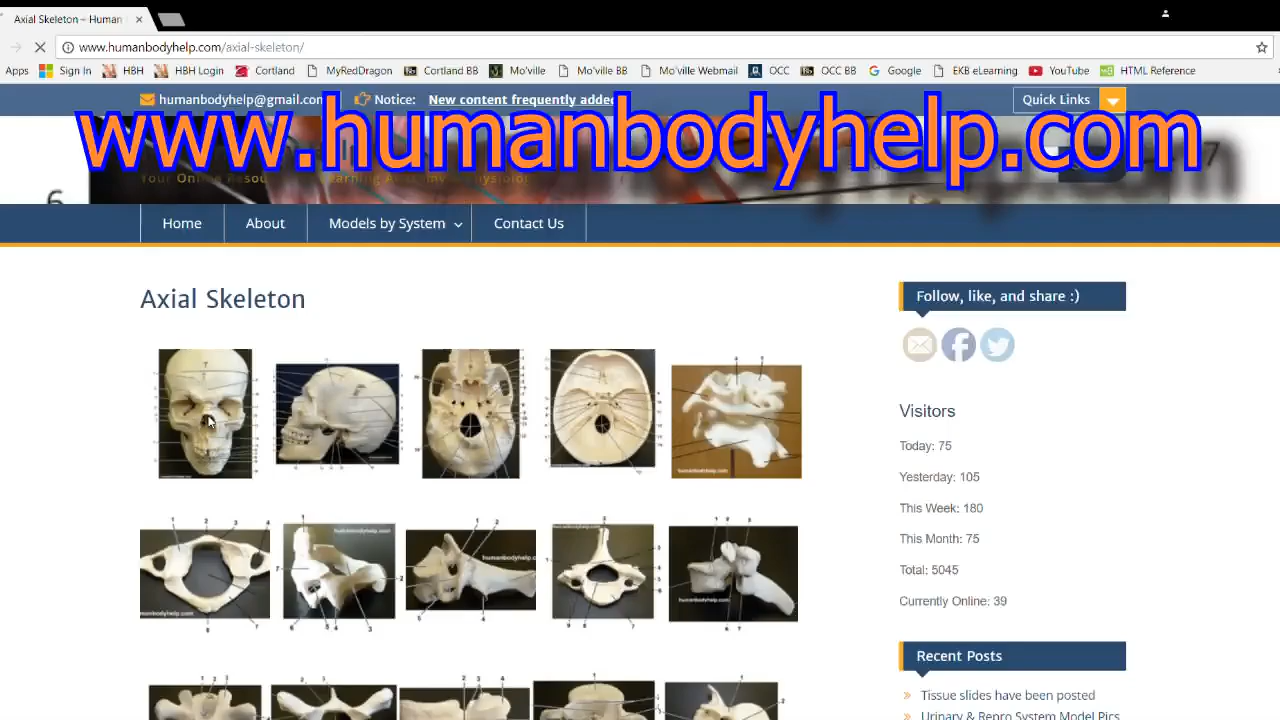 Axial Skeleton – Human
www.humanbodyhelp.com/axial-skeleton/
Apps Sign In HBH HBH Login Cortland MyRedDragon Cortland BB Mo'ville Mo'ville BB Mo'ville Webmail OCC OCC BB Google EKB eLearning YouTube HTML Reference
humanbodyhelp@gmail.com Notice: New content frequently added Quick Links
www.humanbodyhelp.com
Your Online
Home About Models by System Contact Us
Axial Skeleton
Follow, like, and share :)
Visitors
Today: 75
Yesterday: 105
This Week: 180
This Month: 75
Total: 5045
Currently Online: 39
Recent Posts
Tissue slides have been posted
Urinary & Repro System Model Pics